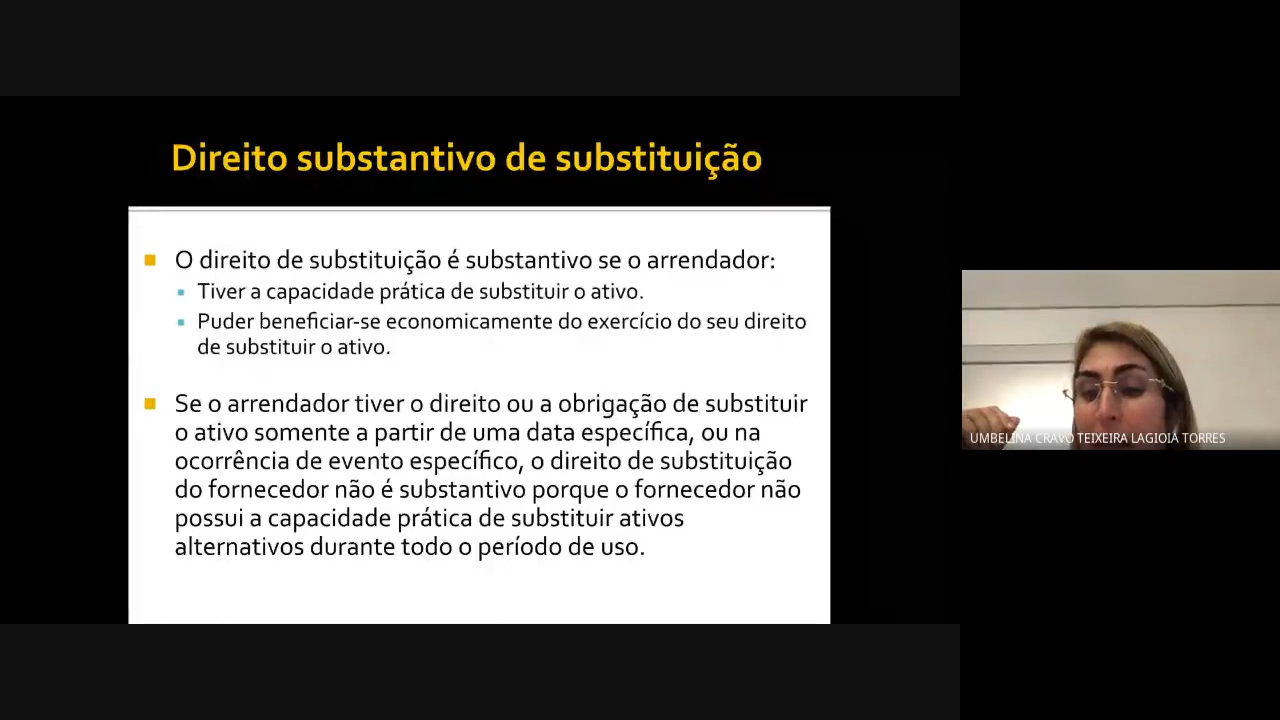 Direito substantivo de substituição
O direito de substituição é substantivo se o arrendador:
Tiver a capacidade prática de substituir o ativo.
Puder beneficiar-se economicamente do exercício do seu direito
de substituir o ativo.
Se o arrendador tiver o direito ou a obrigação de substituir
o ativo somente a partir de uma data específica, ou na
ocorrência de evento específico, o direito de substituição
do fornecedor não é substantivo porque o fornecedor não
possui a capacidade prática de substituir ativos
alternativos durante todo o período de uso.
UMBELINA CRAVO TEIXEIRA LAGIOIA TORRES